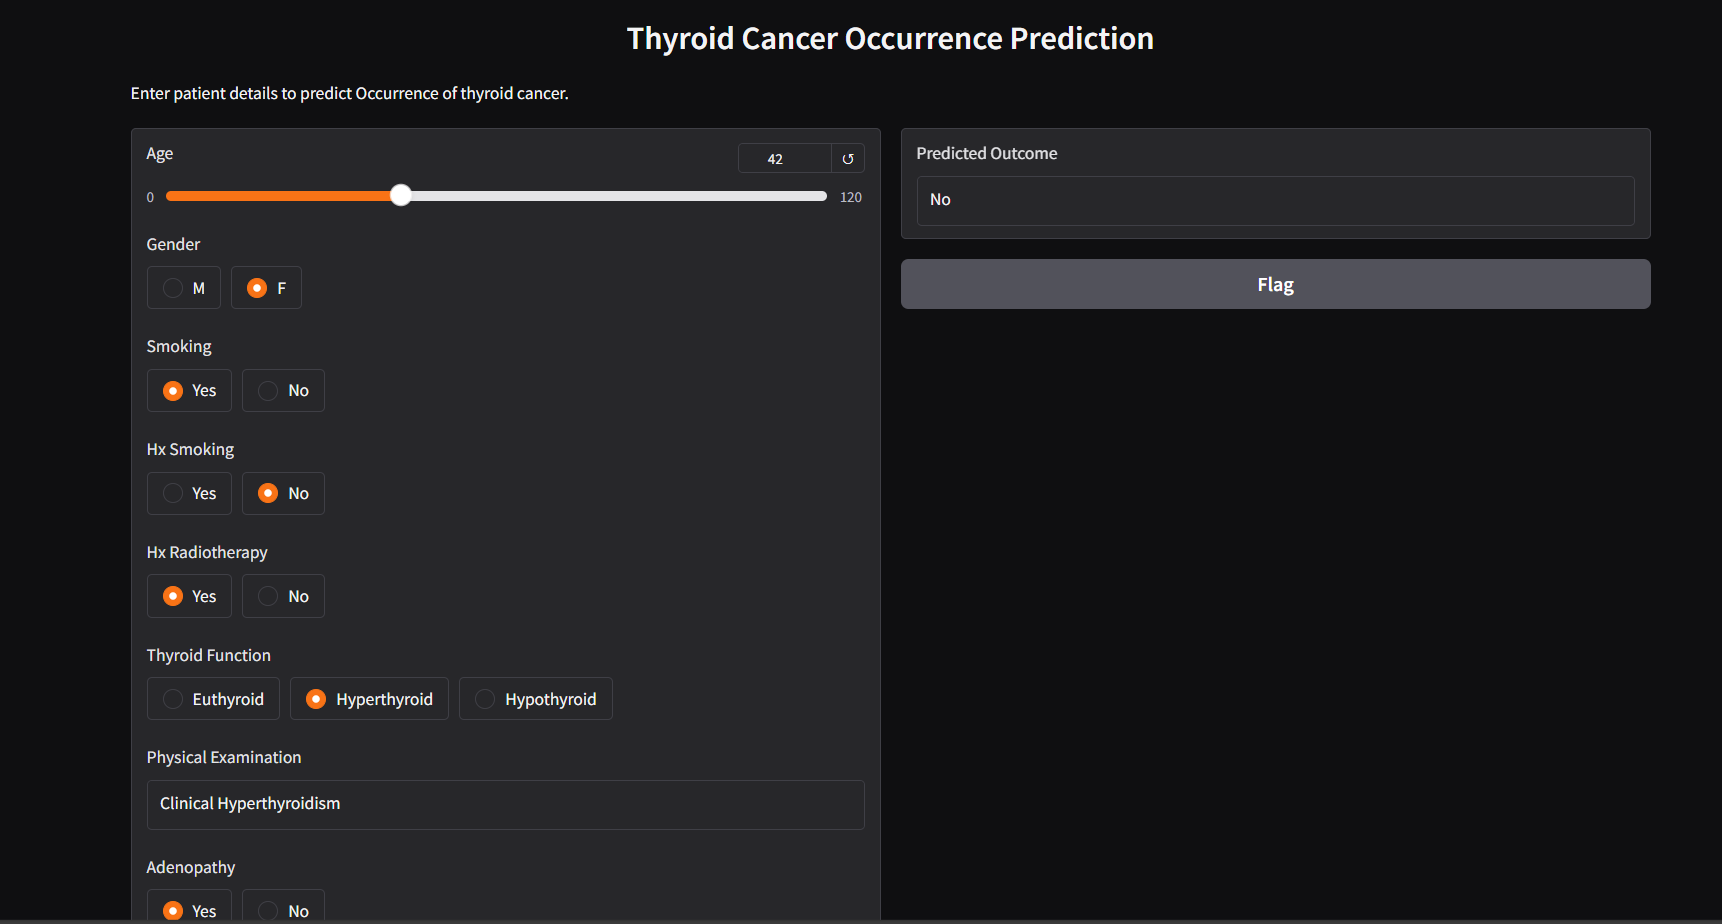 Thyroid Cancer Occurrence Prediction
Enter patient details to predict Occurrence of thyroid cancer.
Age
42 ↺
0 120
Gender
M F
Smoking
Yes No
Hx Smoking
Yes No
Hx Radiotherapy
Yes No
Thyroid Function
Euthyroid Hyperthyroid Hypothyroid
Physical Examination
Clinical Hyperthyroidism
Adenopathy
Yes No
Predicted Outcome
No
Flag